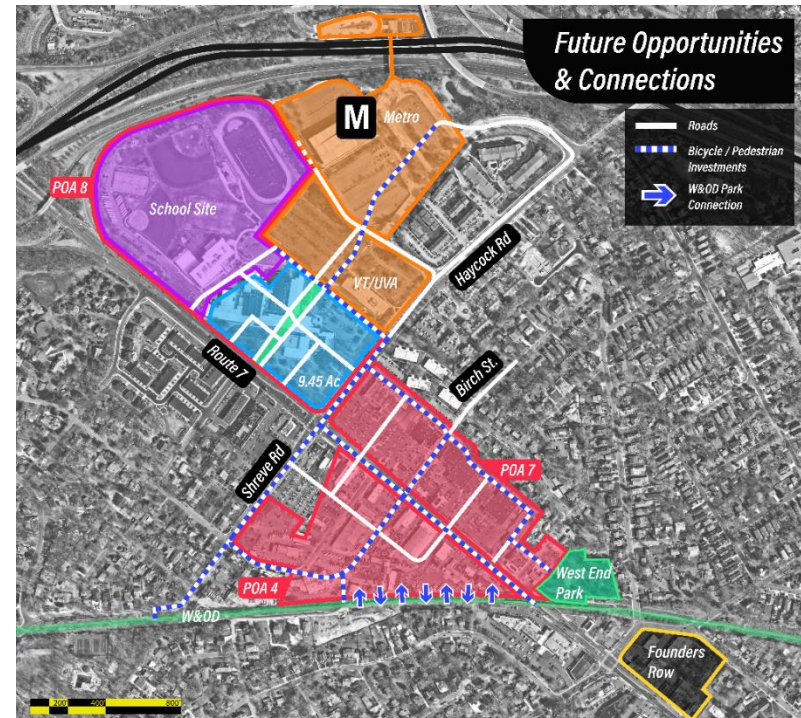 Future Opportunities
& Connections
Roads
Bicycle / Pedestrian
Investments
W&OD Park
Connection
M
Metro
POA 8
School Site
Haycock Rd
VT/UVA
Route 7
9.45 Ac
Birch St.
Shreve Rd
POA 7
POA 4
West End
Park
W&OD
Founders
Row
200'
400'
800'